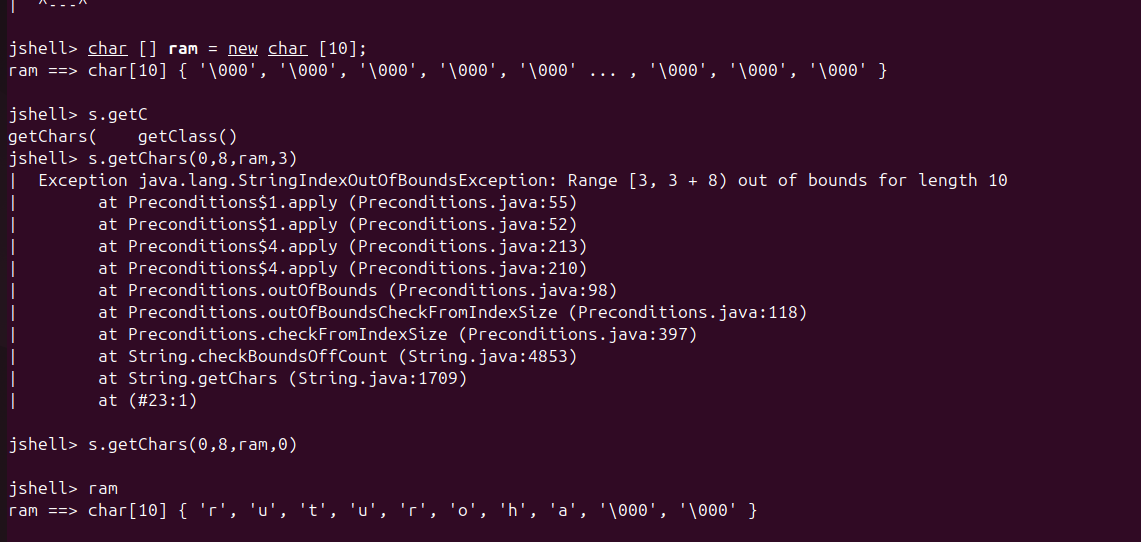 | ^---^
jshell> char [] ram = new char [10];
ram ==> char[10] { '\000', '\000', '\000', '\000', '\000' ... , '\000', '\000', '\000' }
jshell> s.getC
getChars(    getClass()
jshell> s.getChars(0,8,ram,3)
|  Exception java.lang.StringIndexOutOfBoundsException: Range [3, 3 + 8) out of bounds for length 10
|        at Preconditions$1.apply (Preconditions.java:55)
|        at Preconditions$1.apply (Preconditions.java:52)
|        at Preconditions$4.apply (Preconditions.java:213)
|        at Preconditions$4.apply (Preconditions.java:210)
|        at Preconditions.outOfBounds (Preconditions.java:98)
|        at Preconditions.outOfBoundsCheckFromIndexSize (Preconditions.java:118)
|        at Preconditions.checkFromIndexSize (Preconditions.java:397)
|        at String.checkBoundsOffCount (String.java:4853)
|        at String.getChars (String.java:1709)
|        at (#23:1)
jshell> s.getChars(0,8,ram,0)
jshell> ram
ram ==> char[10] { 'r', 'u', 't', 'u', 'r', 'o', 'h', 'a', '\000', '\000' }